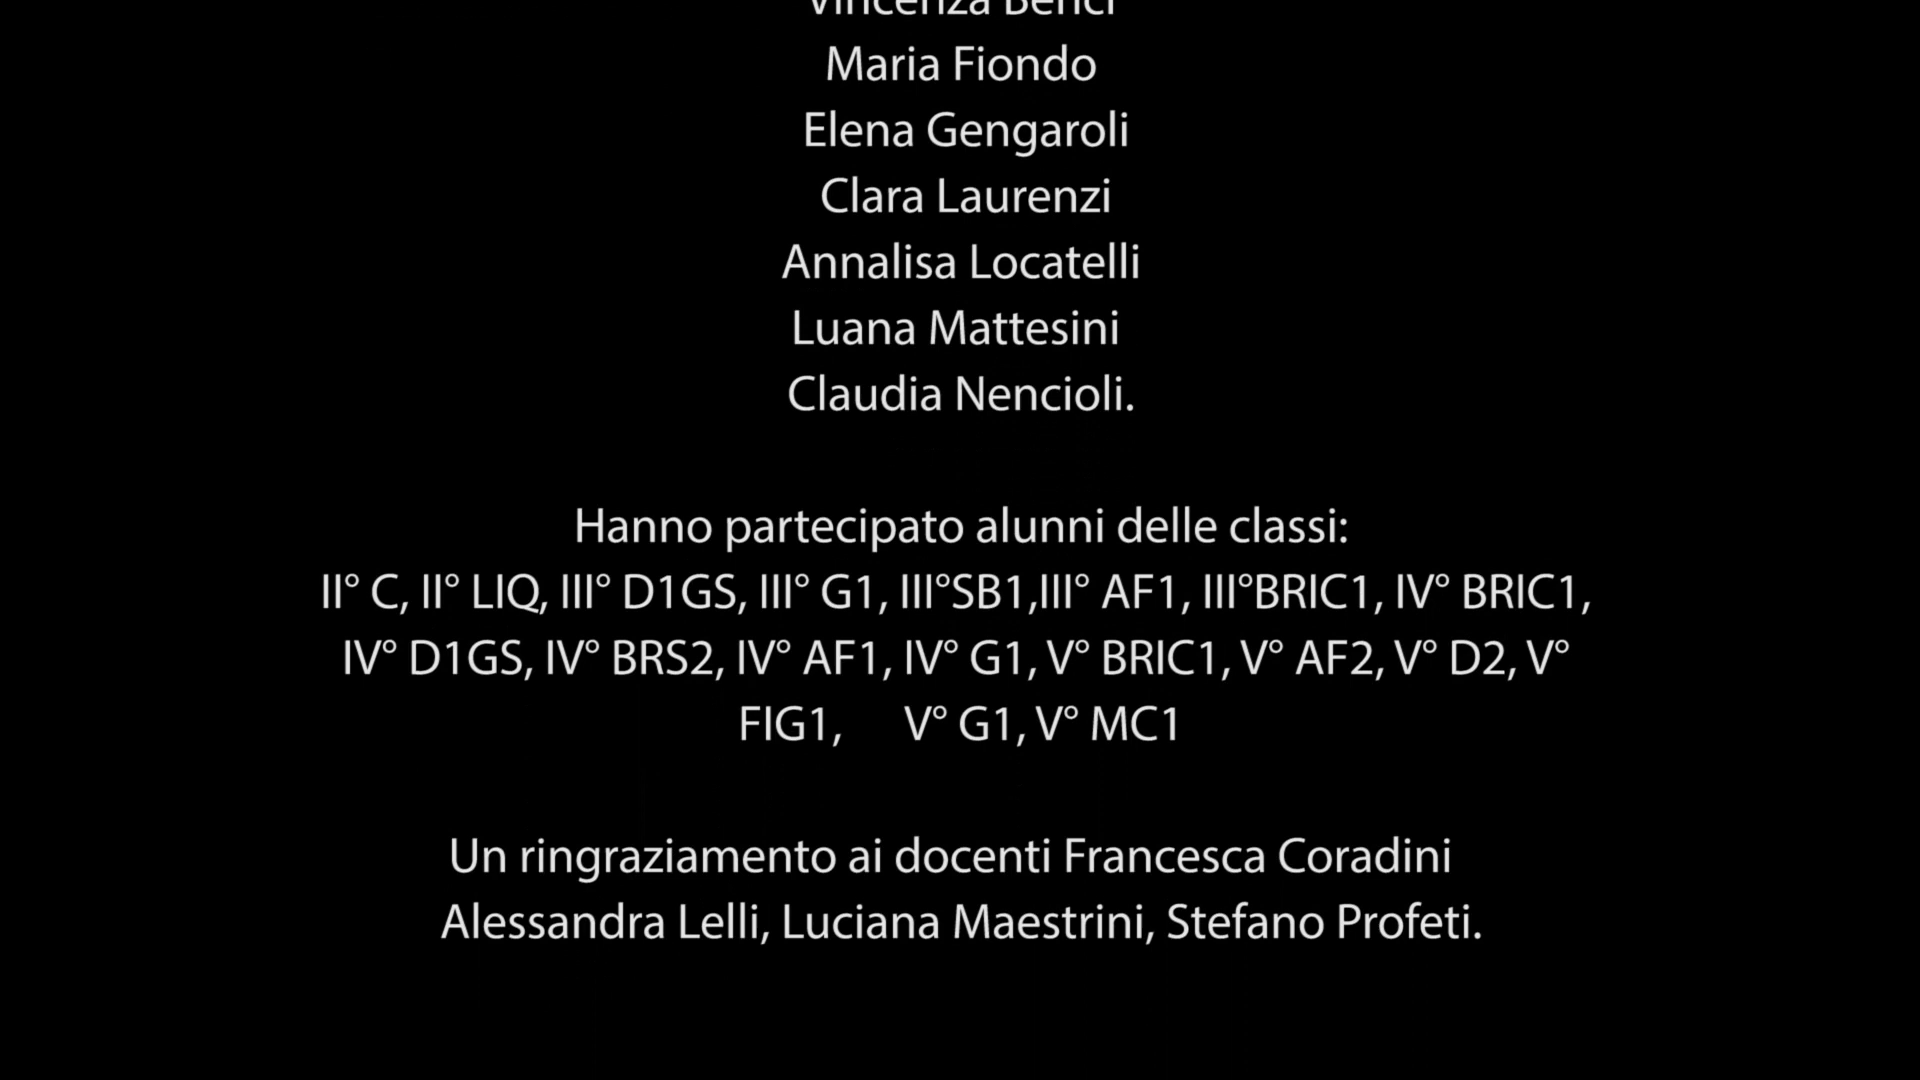 Maria Fiondo
Elena Gengaroli
Clara Laurenzi
Annalisa Locatelli
Luana Mattesini
Claudia Nencioli.
Hanno partecipato alunni delle classi:
II° C, II° LIQ, III° D1GS, III° G1, III°SB1,III° AF1, III°BRIC1, IV° BRIC1,
IV° D1GS, IV° BRS2, IV° AF1, IV° G1, V° BRIC1, V° AF2, V° D2, V°
FIG1, V° G1, V° MC1
Un ringraziamento ai docenti Francesca Coradini
Alessandra Lelli, Luciana Maestrini, Stefano Profeti.